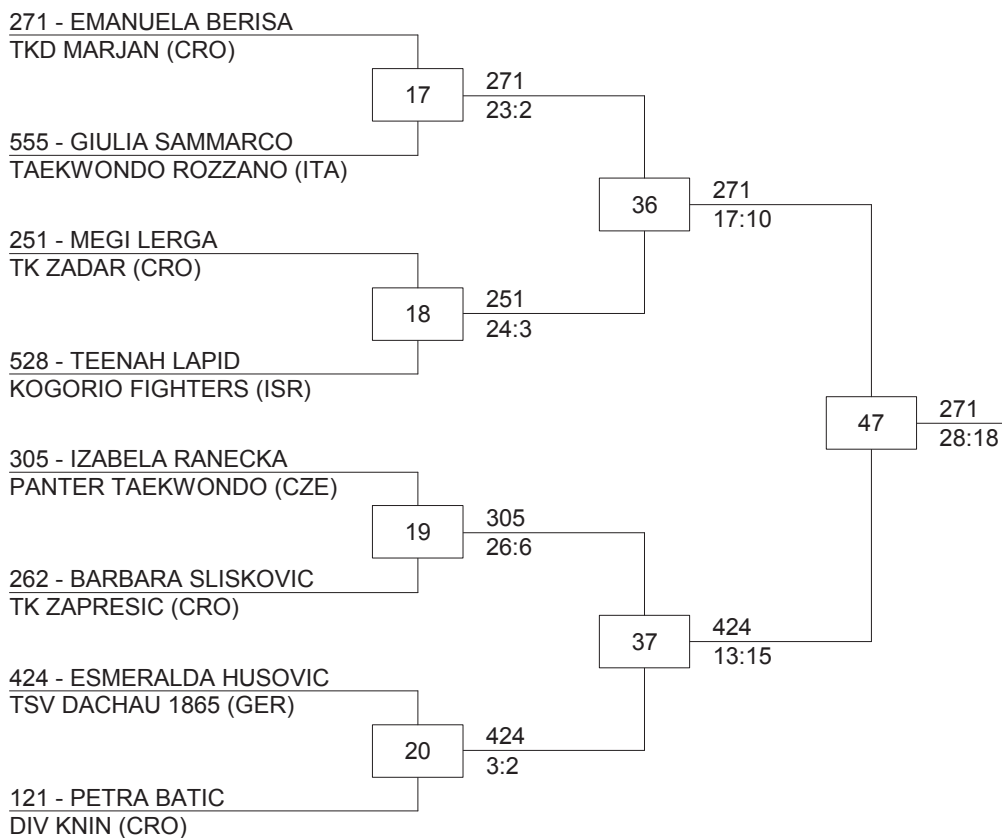 271 - EMANUELA BERISA
TKD MARJAN (CRO)
17
271
23:2
555 - GIULIA SAMMARCO
TAEKWONDO ROZZANO (ITA)
36
271
17:10
251 - MEGI LERGA
TK ZADAR (CRO)
18
251
24:3
528 - TEENAH LAPID
KOGORIO FIGHTERS (ISR)
47
271
28:18
305 - IZABELA RANECKA
PANTER TAEKWONDO (CZE)
19
305
26:6
262 - BARBARA SLISKOVIC
TK ZAPRESIC (CRO)
37
424
13:15
424 - ESMERALDA HUSOVIC
TSV DACHAU 1865 (GER)
20
424
3:2
121 - PETRA BATIC
DIV KNIN (CRO)